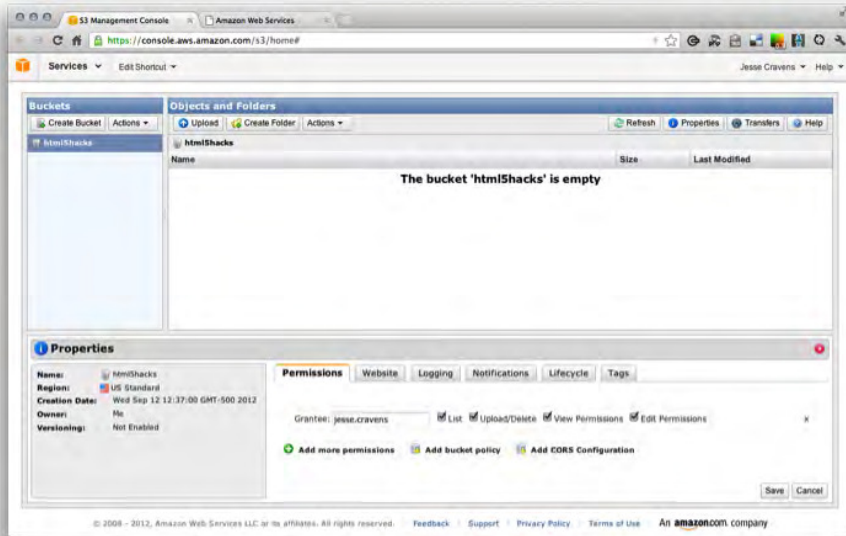 S3 Management Console
Amazon Web Services
https://console.aws.amazon.com/s3/home#
Services
Edit Shortcut
Jesse Cravens
Help
Buckets
Objects and Folders
Create Bucket
Actions
Upload
Create Folder
Actions
Refresh
Properties
Transfers
Help
html5hacks
html5hacks
Name
Size
Last Modified
The bucket 'html5hacks' is empty
Properties
Name: html5hacks
Region: US Standard
Creation Date: Wed Sep 12 12:37:00 GMT-500 2012
Owner: Me
Versioning: Not Enabled
Permissions
Website
Logging
Notifications
Lifecycle
Tags
Grantee: jesse.cravens
List
Upload/Delete
View Permissions
Edit Permissions
x
Add more permissions
Add bucket policy
Add CORS Configuration
Save
Cancel
© 2008 - 2012, Amazon Web Services LLC or its affiliates. All rights reserved.
Feedback
Support
Privacy Policy
Terms of Use
An amazon.com. company